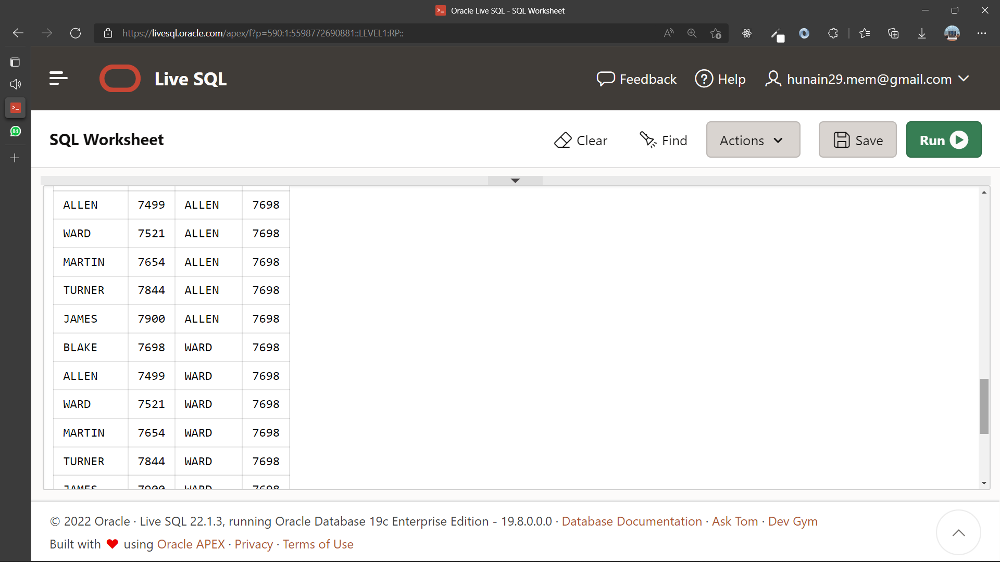 Oracle Live SQL - SQL Worksheet
https://livesql.oracle.com/apex/f?p=590:1:5598772690881::LEVEL1:RP::
Live SQL
Feedback
Help
hunain29.mem@gmail.com
84
SQL Worksheet
Clear
Find
Actions
Save
Run
ALLEN 7499 ALLEN 7698
WARD 7521 ALLEN 7698
MARTIN 7654 ALLEN 7698
TURNER 7844 ALLEN 7698
JAMES 7900 ALLEN 7698
BLAKE 7698 WARD 7698
ALLEN 7499 WARD 7698
WARD 7521 WARD 7698
MARTIN 7654 WARD 7698
TURNER 7844 WARD 7698
JAMES 7900 WARD 7698
© 2022 Oracle · Live SQL 22.1.3, running Oracle Database 19c Enterprise Edition - 19.8.0.0.0 · Database Documentation · Ask Tom · Dev Gym
Built with ❤ using Oracle APEX · Privacy · Terms of Use